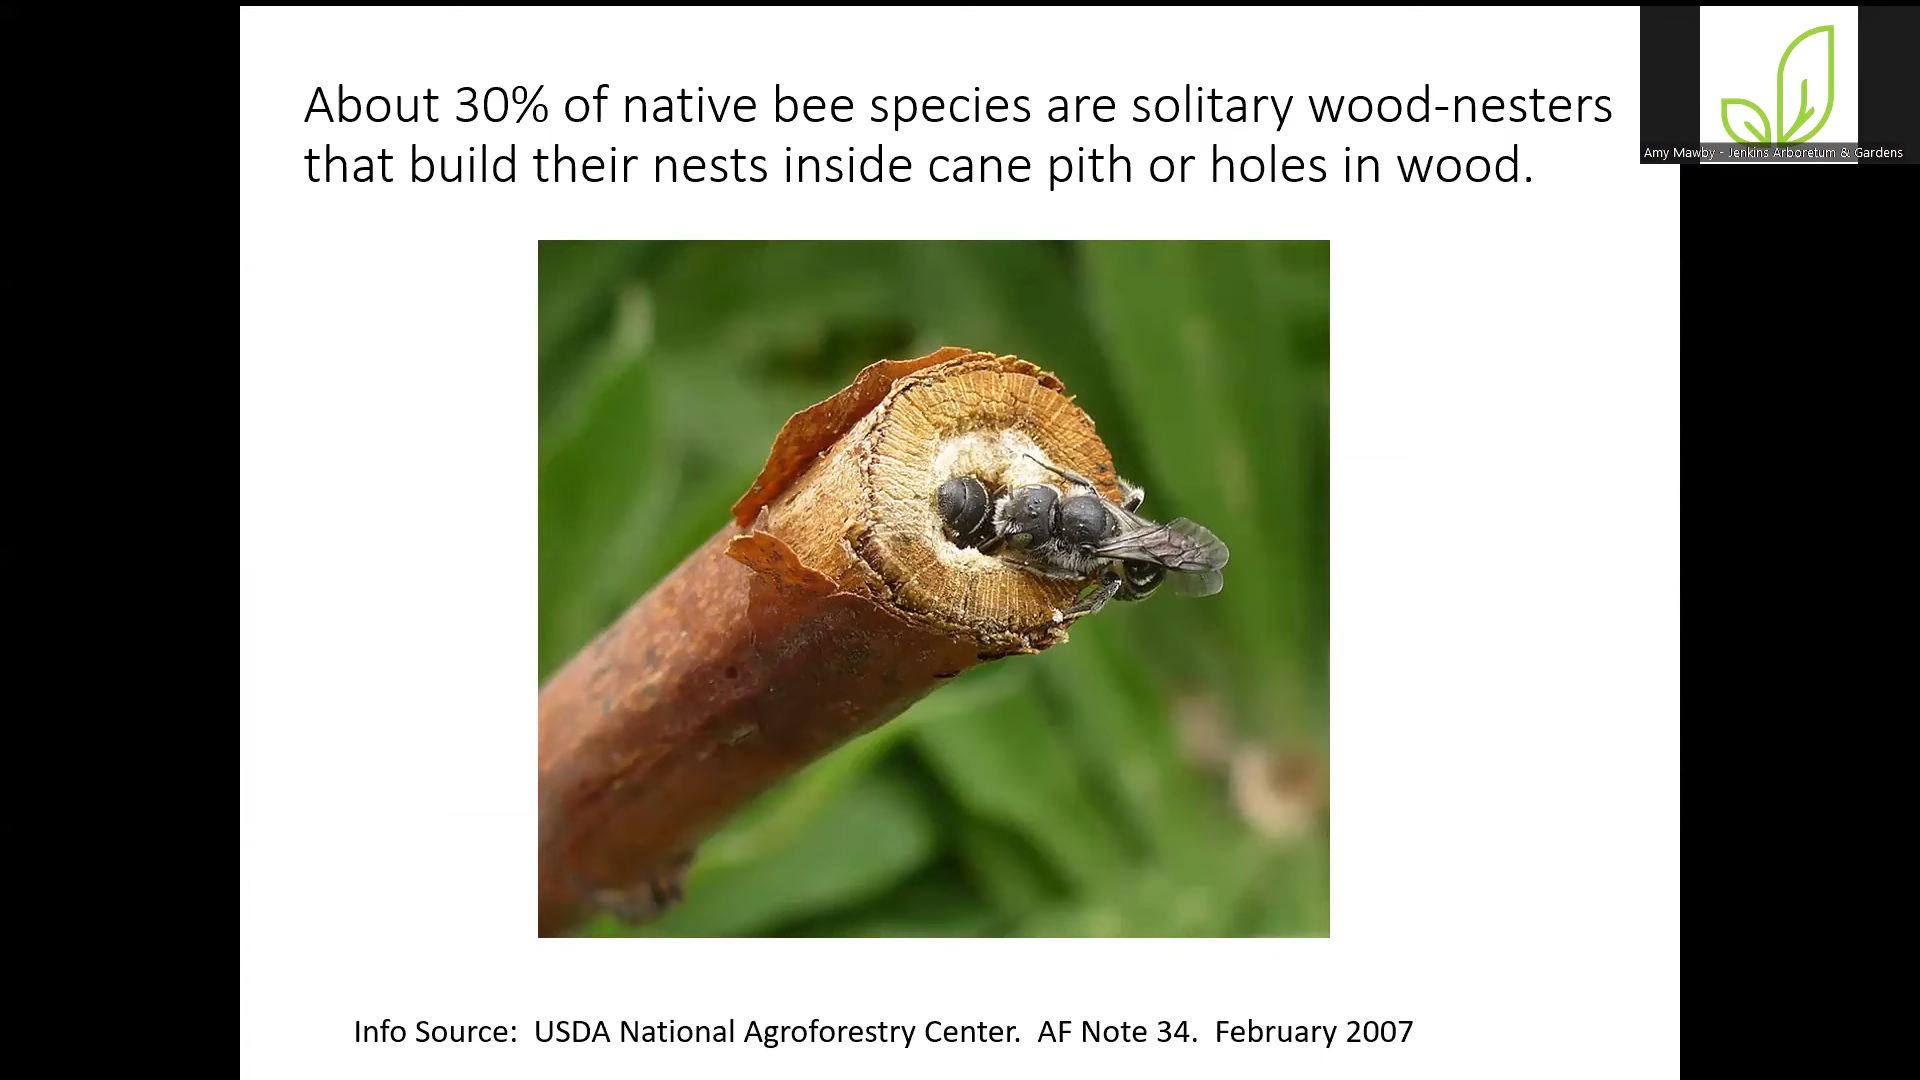 About 30% of native bee species are solitary wood-nesters
that build their nests inside cane pith or holes in wood.
Amy Mawby - Jenkins Arboretum & Gardens
Info Source:  USDA National Agroforestry Center.  AF Note 34.  February 2007